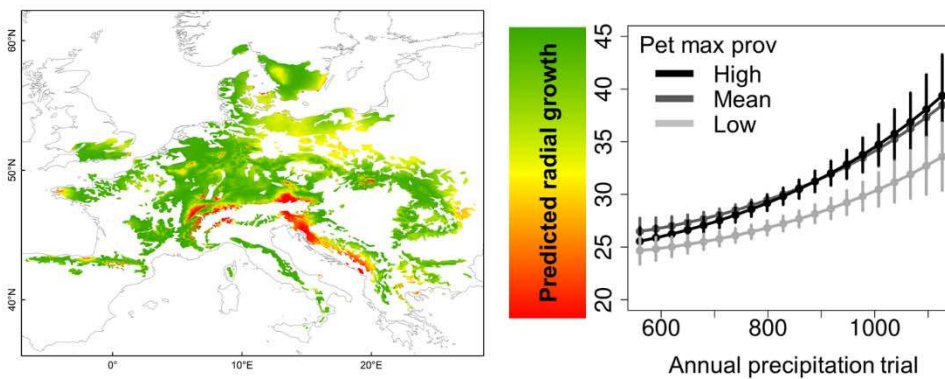 60°N
50°N
40°N
0°
10°E
20°E
Predicted radial growth
Pet max prov
High
Mean
Low
45
40
35
30
25
20
600
800
1000
Annual precipitation trial